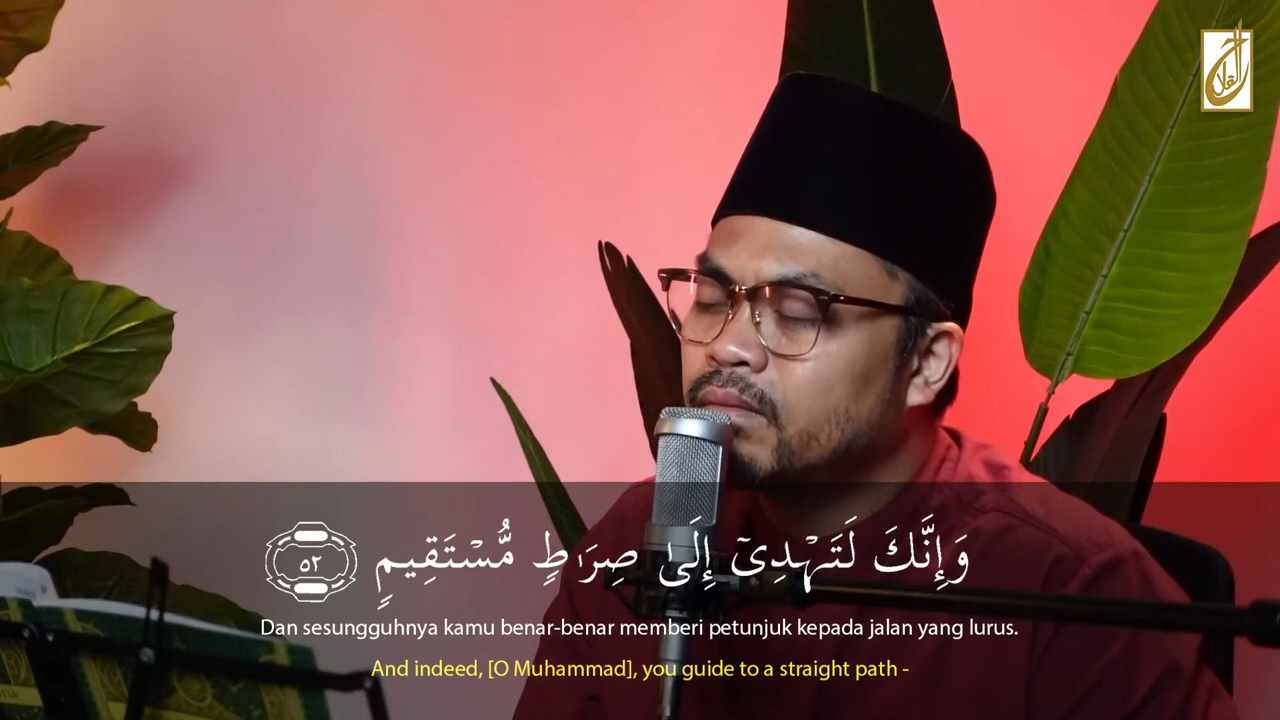 وَإِنَّكَ لَتَهْدِىٓ إِلَىٰ صِرَٰطٍ مُّسْتَقِيمٍ ٥٢
Dan sesungguhnya kamu benar-benar memberi petunjuk kepada jalan yang lurus.
And indeed, [O Muhammad], you guide to a straight path -